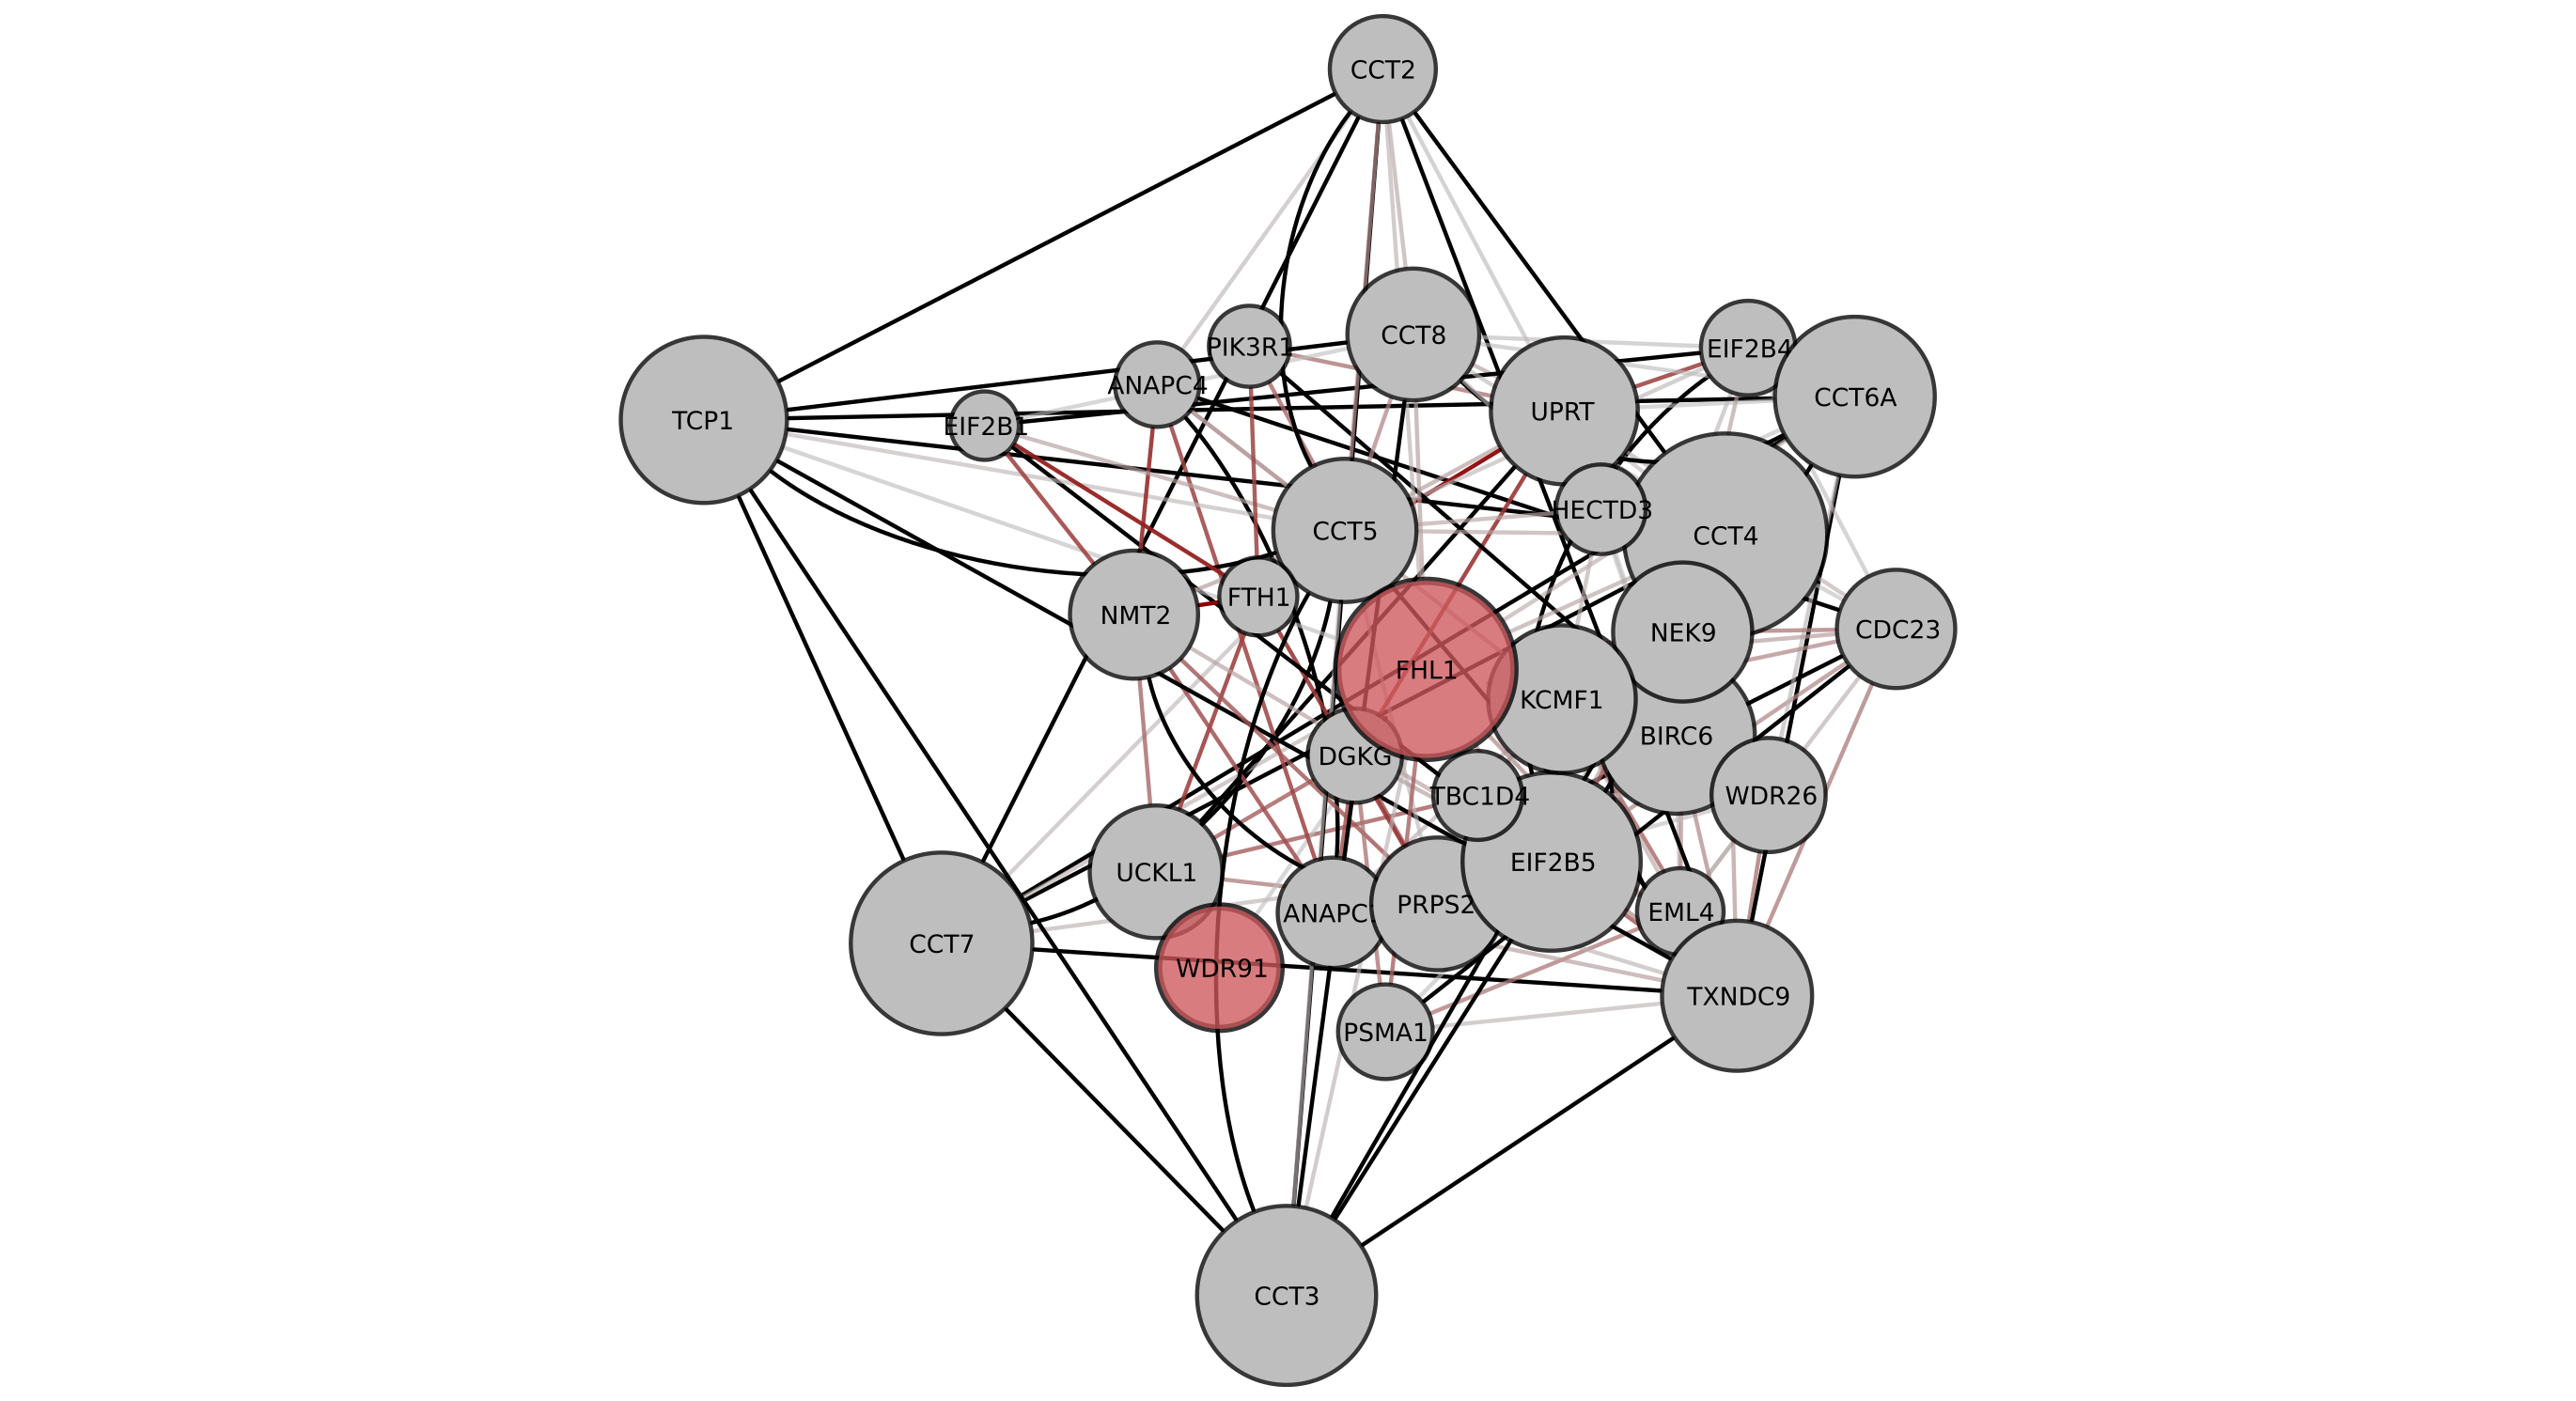 CCT2
CCT8
PIK3R1
EIF2B4
ANAPC4
CCT6A
UPRT
TCP1
EIF2B1
HECTD3
CCT5
CCT4
FTH1
NMT2
CDC23
NEK9
FHL1
KCMF1
BIRC6
DGKG
TBC1D4
WDR26
EIF2B5
UCKL1
PRPS2
EML4
CCT7
WDR91
TXNDC9
PSMA1
CCT3